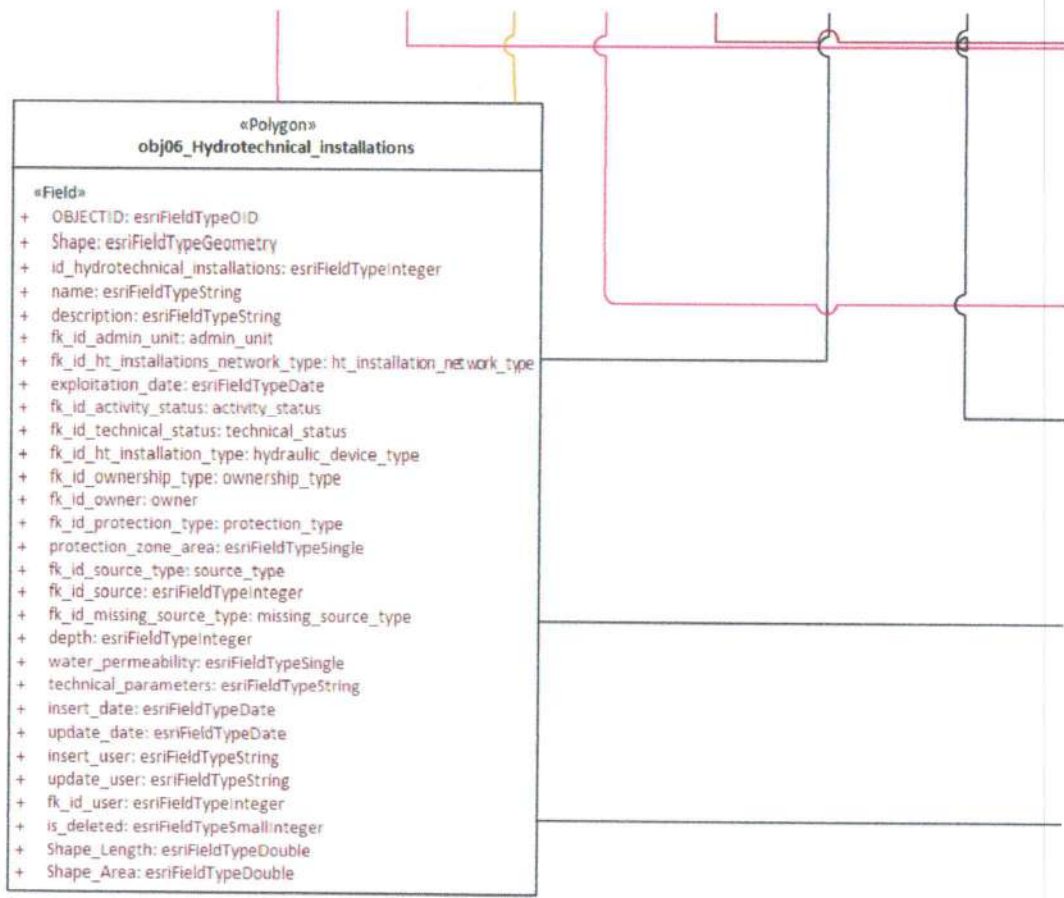 «Polygon»
obj06_Hydrotechnical_installations
«Field»
+ OBJECTID: esriFieldTypeOID
+ Shape: esriFieldTypeGeometry
+ id_hydrotechnical_installations: esriFieldTypeInteger
+ name: esriFieldTypeString
+ description: esriFieldTypeString
+ fk_id_admin_unit: admin_unit
+ fk_id_ht_installations_network_type: ht_installation_network_type
+ exploitation_date: esriFieldTypeDate
+ fk_id_activity_status: activity_status
+ fk_id_technical_status: technical_status
+ fk_id_ht_installation_type: hydraulic_device_type
+ fk_id_ownership_type: ownership_type
+ fk_id_owner: owner
+ fk_id_protection_type: protection_type
+ protection_zone_area: esriFieldTypeSingle
+ fk_id_source_type: source_type
+ fk_id_source: esriFieldTypeInteger
+ fk_id_missing_source_type: missing_source_type
+ depth: esriFieldTypeInteger
+ water_permeability: esriFieldTypeSingle
+ technical_parameters: esriFieldTypeString
+ insert_date: esriFieldTypeDate
+ update_date: esriFieldTypeDate
+ insert_user: esriFieldTypeString
+ update_user: esriFieldTypeString
+ fk_id_user: esriFieldTypeInteger
+ is_deleted: esriFieldTypeSmallInteger
+ Shape_Length: esriFieldTypeDouble
+ Shape_Area: esriFieldTypeDouble